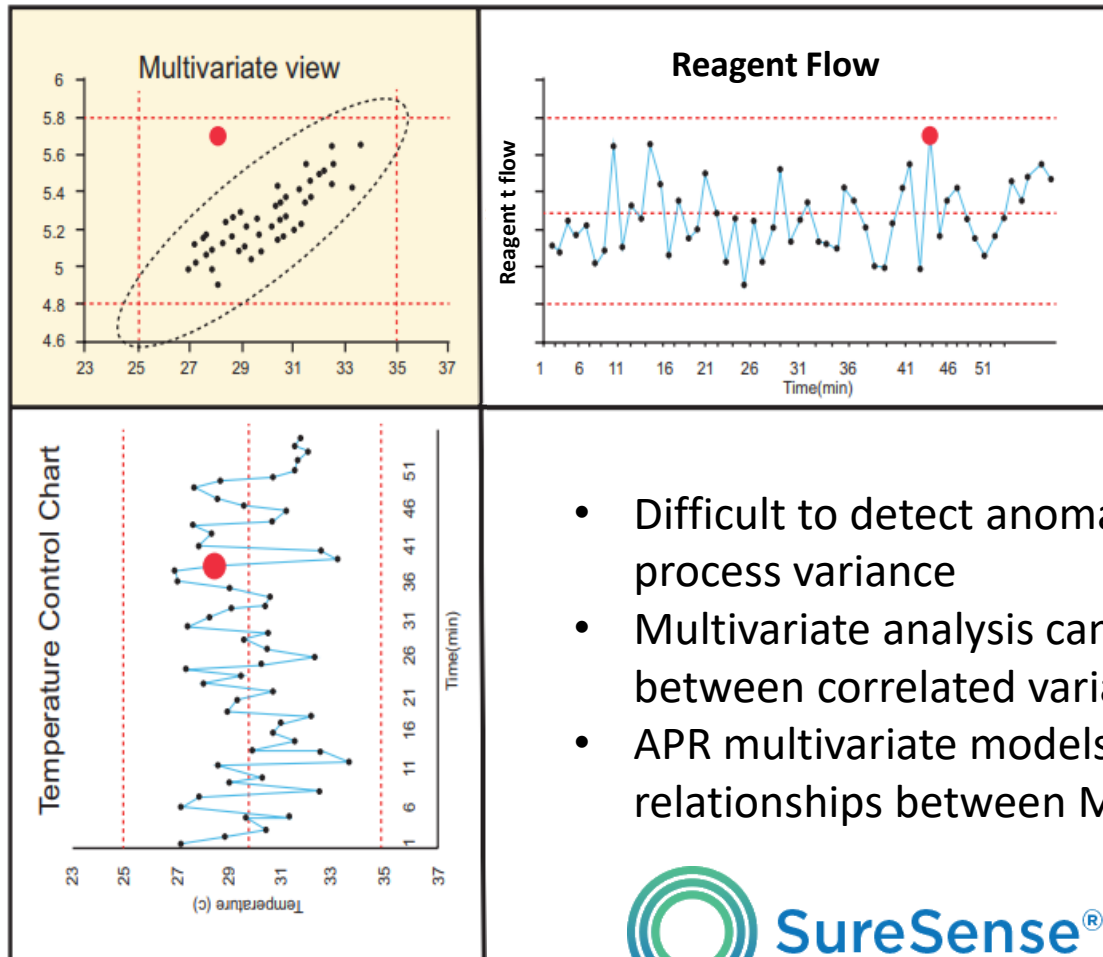 Multivariate view
6
5.8
5.6
5.4
5.2
5
4.8
4.6
23 25 27 29 31 33 35 37
Reagent Flow
Reagent t flow
1 6 11 16 21 26 31 36 41 46 51
Time(min)
Temperature Control Chart
51
46
41
36
31
26
21
16
11
6
1
Time(min)
23 25 27 29 31 33 35 37
Temperature (c)
• Difficult to detect anoma
process variance
• Multivariate analysis can
between correlated varia
• APR multivariate models
relationships between M
SureSense®